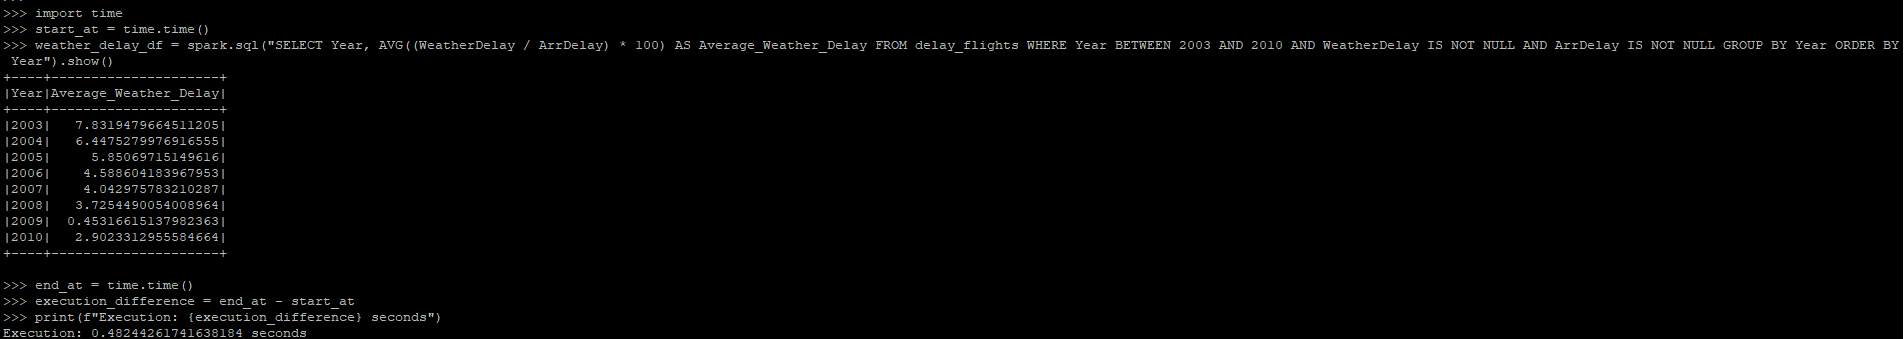 >>> import time
>>> start_at = time.time()
>>> weather_delay_df = spark.sql("SELECT Year, AVG((WeatherDelay / ArrDelay) * 100) AS Average_Weather_Delay FROM delay_flights WHERE Year BETWEEN 2003 AND 2010 AND WeatherDelay IS NOT NULL AND ArrDelay IS NOT NULL GROUP BY Year ORDER BY
 Year").show()
+----+---------------------+
|Year|Average_Weather_Delay|
+----+---------------------+
|2003|   7.8319479664511205|
|2004|   6.4475279976916555|
|2005|     5.85069715149616|
|2006|    4.588604183967953|
|2007|    4.042975783210287|
|2008|   3.7254490054008964|
|2009|  0.45316615137982363|
|2010|   2.9023312955584664|
+----+---------------------+
>>> end_at = time.time()
>>> execution_difference = end_at - start_at
>>> print(f"Execution: {execution_difference} seconds")
Execution: 0.48244261741638184 seconds